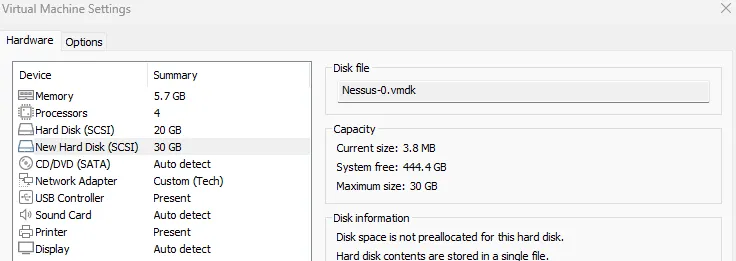 Virtual Machine Settings
Hardware
Options
Device Summary
Memory 5.7 GB
Processors 4
Hard Disk (SCSI) 20 GB
New Hard Disk (SCSI) 30 GB
CD/DVD (SATA) Auto detect
Network Adapter Custom (Tech)
USB Controller Present
Sound Card Auto detect
Printer Present
Display Auto detect
Disk file
Nessus-0.vmdk
Capacity
Current size: 3.8 MB
System free: 444.4 GB
Maximum size: 30 GB
Disk information
Disk space is not preallocated for this hard disk.
Hard disk contents are stored in a single file.